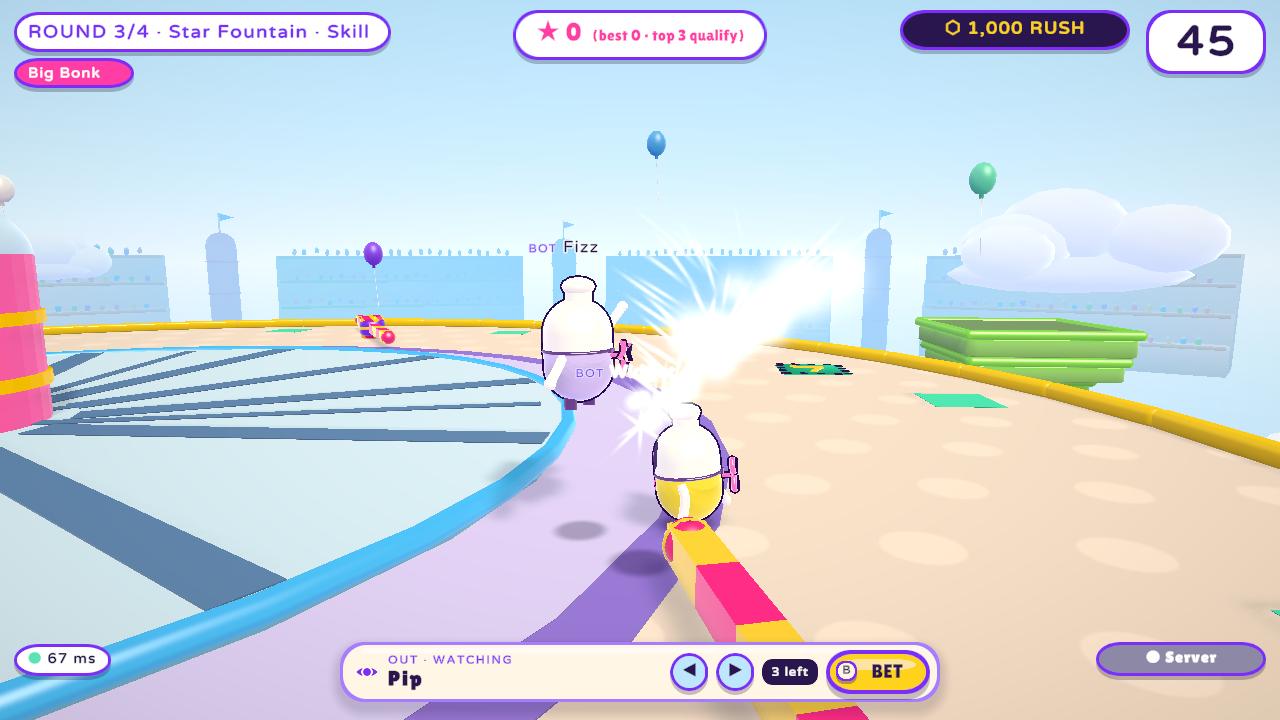 ROUND 3/4 · Star Fountain · Skill
Big Bonk
★ 0 (best 0 · top 3 qualify)
1,000 RUSH
45
BOT Fizz
BOT
67 ms
OUT · WATCHING
Pip
◀ ▶ 3 left
B BET
Server